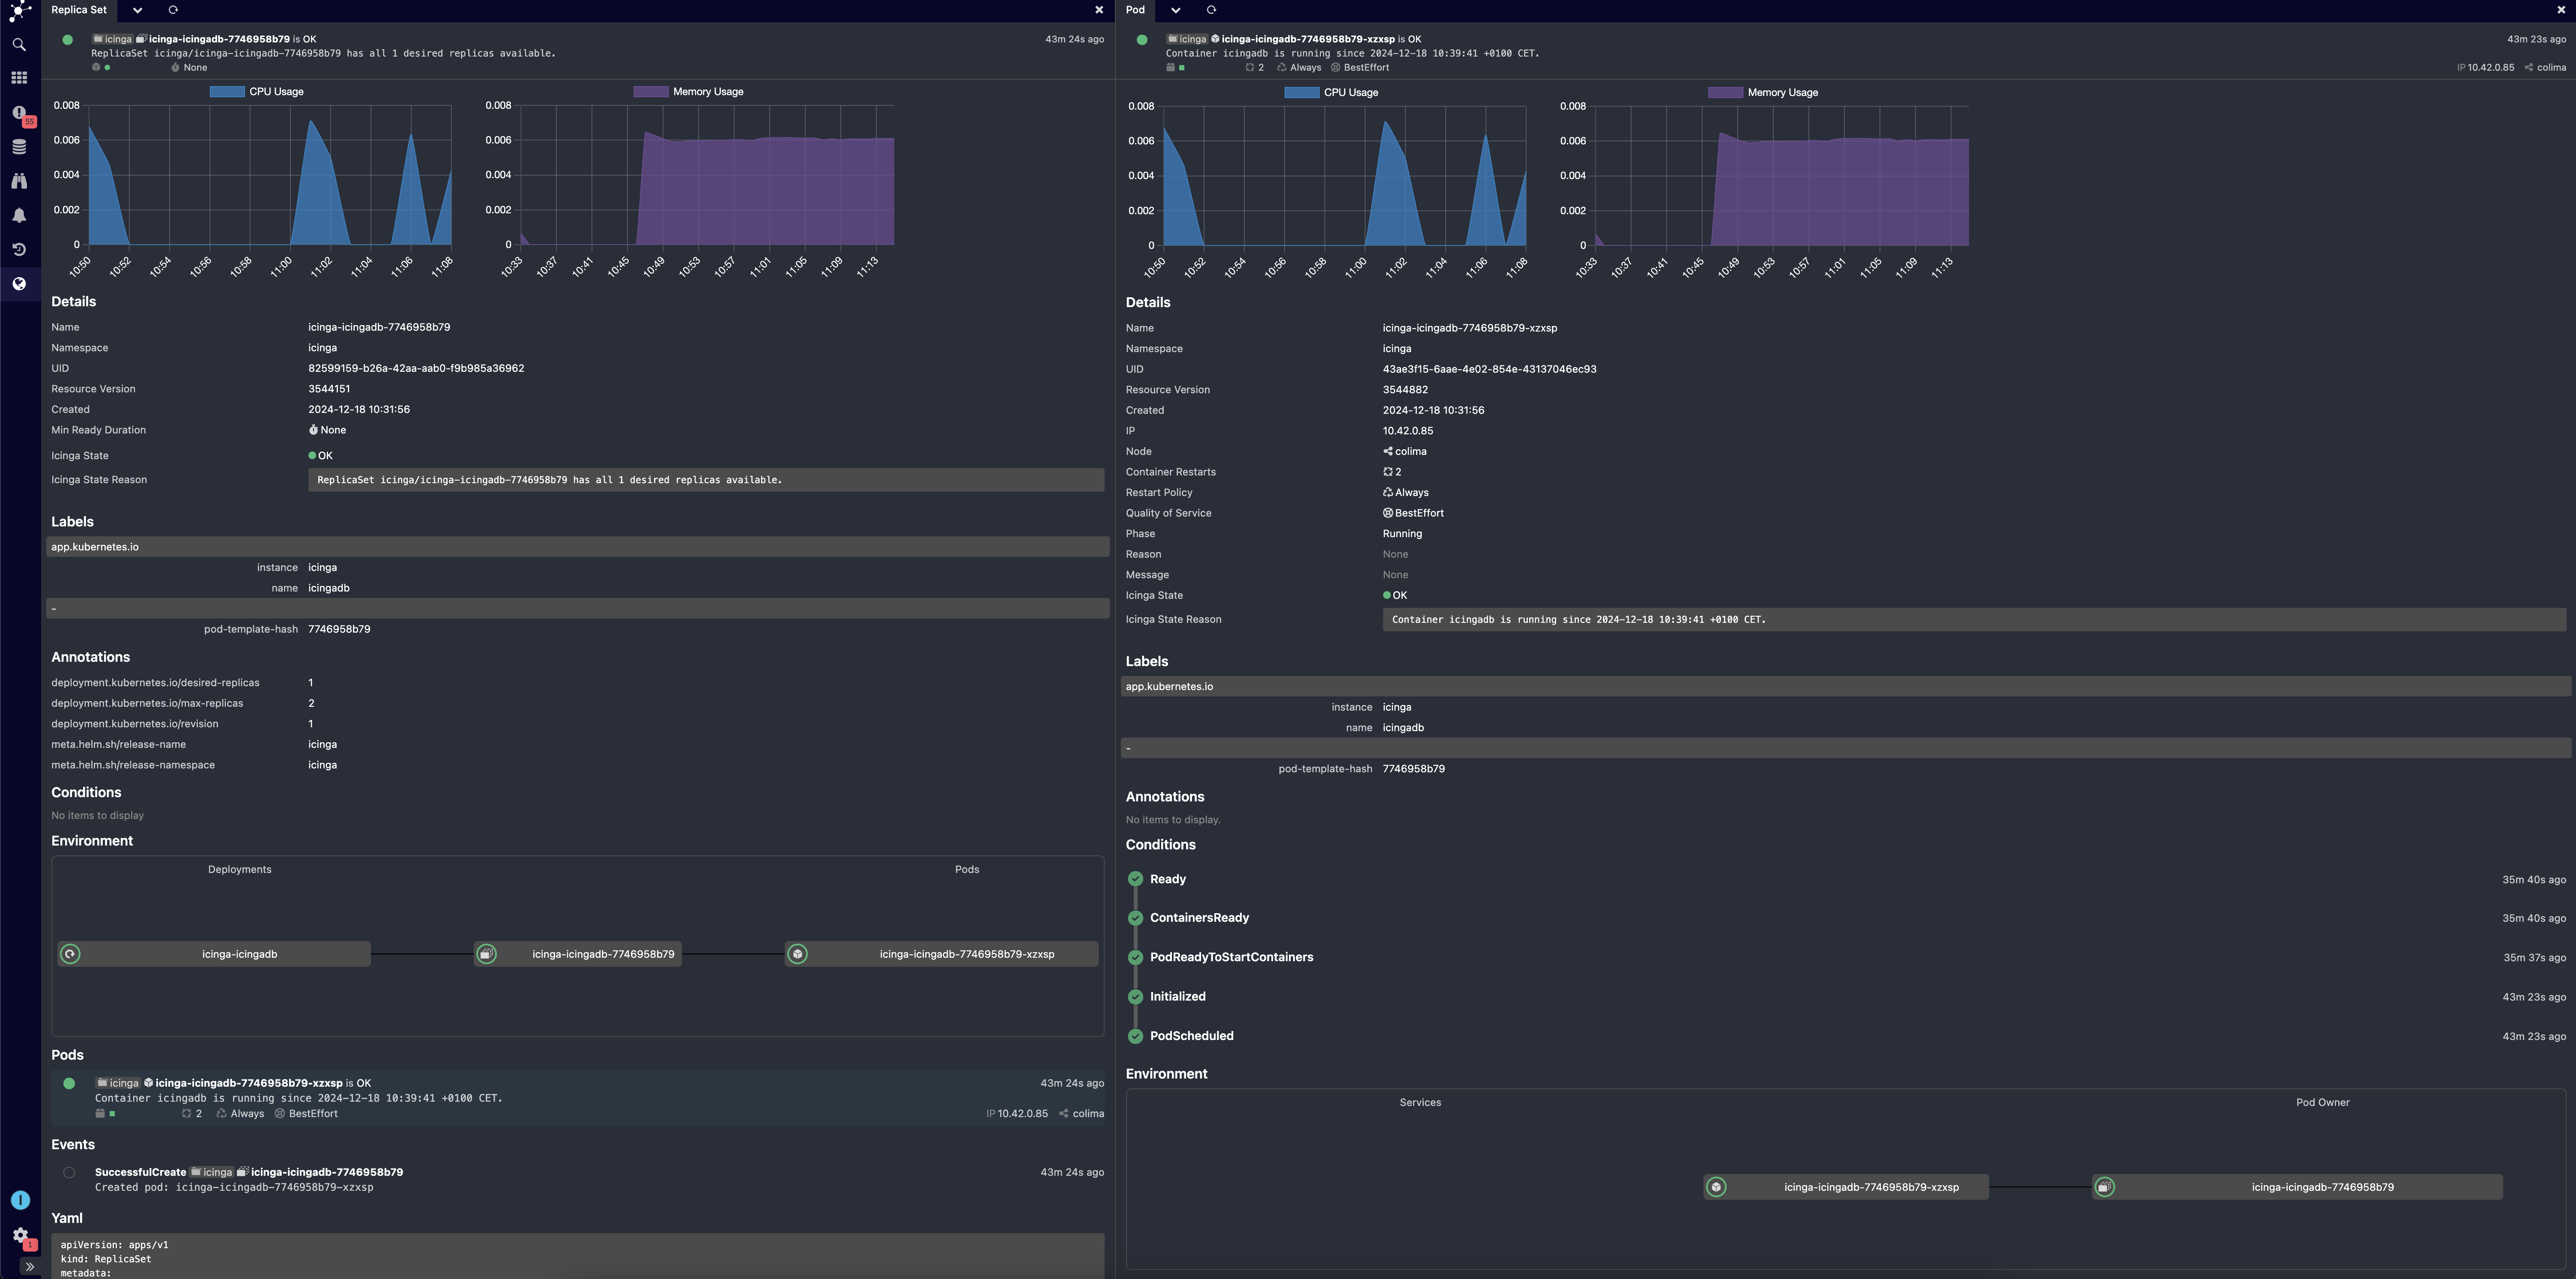 Replica Set
icinga icinga-icingadb-7746958b79 is OK
43m 24s ago
ReplicaSet icinga/icinga-icingadb-7746958b79 has all 1 desired replicas available.
None
CPU Usage
0.008
0.006
0.004
0.002
0
10:50 10:52 10:54 10:56 10:58 11:00 11:02 11:04 11:06 11:08
Memory Usage
0.008
0.006
0.004
0.002
0
10:33 10:37 10:41 10:45 10:49 10:53 10:57 11:01 11:05 11:09 11:13
Details
Name icinga-icingadb-7746958b79
Namespace icinga
UID 82599159-b26a-42aa-aab0-f9b985a36962
Resource Version 3544151
Created 2024-12-18 10:31:56
Min Ready Duration None
Icinga State OK
Icinga State Reason ReplicaSet icinga/icinga-icingadb-7746958b79 has all 1 desired replicas available.
Labels
app.kubernetes.io
instance icinga
name icingadb
-
pod-template-hash 7746958b79
Annotations
deployment.kubernetes.io/desired-replicas 1
deployment.kubernetes.io/max-replicas 2
deployment.kubernetes.io/revision 1
meta.helm.sh/release-name icinga
meta.helm.sh/release-namespace icinga
Conditions
No items to display
Environment
Deployments Pods
icinga-icingadb icinga-icingadb-7746958b79 icinga-icingadb-7746958b79-xzxsp
Pods
icinga icinga-icingadb-7746958b79-xzxsp is OK
43m 24s ago
Container icingadb is running since 2024-12-18 10:39:41 +0100 CET.
2 Always BestEffort IP 10.42.0.85 colima
Events
SuccessfulCreate icinga icinga-icingadb-7746958b79
43m 24s ago
Created pod: icinga-icingadb-7746958b79-xzxsp
Yaml
apiVersion: apps/v1
kind: ReplicaSet
metadata:
55
I
1
Pod
icinga icinga-icingadb-7746958b79-xzxsp is OK
43m 23s ago
Container icingadb is running since 2024-12-18 10:39:41 +0100 CET.
2 Always BestEffort IP 10.42.0.85 colima
CPU Usage
0.008
0.006
0.004
0.002
0
10:50 10:52 10:54 10:56 10:58 11:00 11:02 11:04 11:06 11:08
Memory Usage
0.008
0.006
0.004
0.002
0
10:33 10:37 10:41 10:45 10:49 10:53 10:57 11:01 11:05 11:09 11:13
Details
Name icinga-icingadb-7746958b79-xzxsp
Namespace icinga
UID 43ae3f15-6aae-4e02-854e-43137046ec93
Resource Version 3544882
Created 2024-12-18 10:31:56
IP 10.42.0.85
Node colima
Container Restarts 2
Restart Policy Always
Quality of Service BestEffort
Phase Running
Reason None
Message None
Icinga State OK
Icinga State Reason Container icingadb is running since 2024-12-18 10:39:41 +0100 CET.
Labels
app.kubernetes.io
instance icinga
name icingadb
-
pod-template-hash 7746958b79
Annotations
No items to display.
Conditions
Ready 35m 40s ago
ContainersReady 35m 40s ago
PodReadyToStartContainers 35m 37s ago
Initialized 43m 23s ago
PodScheduled 43m 23s ago
Environment
Services Pod Owner
icinga-icingadb-7746958b79-xzxsp icinga-icingadb-7746958b79